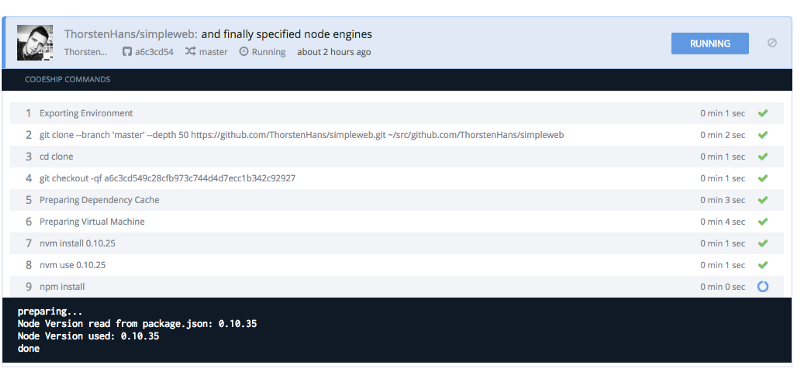 ThorstenHans/simpleweb: and finally specified node engines
Thorsten... a6c3cd54 master Running about 2 hours ago
RUNNING
CODESHIP COMMANDS
1 Exporting Environment 0 min 1 sec
2 git clone --branch 'master' --depth 50 https://github.com/ThorstenHans/simpleweb.git ~/src/github.com/ThorstenHans/simpleweb 0 min 2 sec
3 cd clone 0 min 1 sec
4 git checkout -qf a6c3cd549c28cfb973c744d4d7ecc1b342c92927 0 min 1 sec
5 Preparing Dependency Cache 0 min 3 sec
6 Preparing Virtual Machine 0 min 4 sec
7 nvm install 0.10.25 0 min 1 sec
8 nvm use 0.10.25 0 min 1 sec
9 npm install 0 min 0 sec
preparing...
Node Version read from package.json: 0.10.35
Node Version used: 0.10.35
done